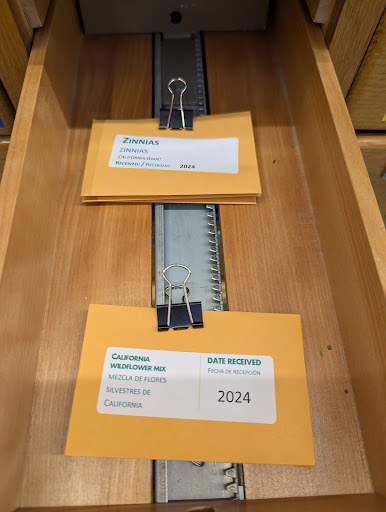 ZINNIAS
ZINNIAS
CALIFORNIA GIANT
RECEIVED / RECIBIDO: 2024
CALIFORNIA
WILDFLOWER MIX
MEZCLA DE FLORES
SILVESTRES DE
CALIFORNIA
DATE RECEIVED
FECHA DE RECEPCIÓN
2024